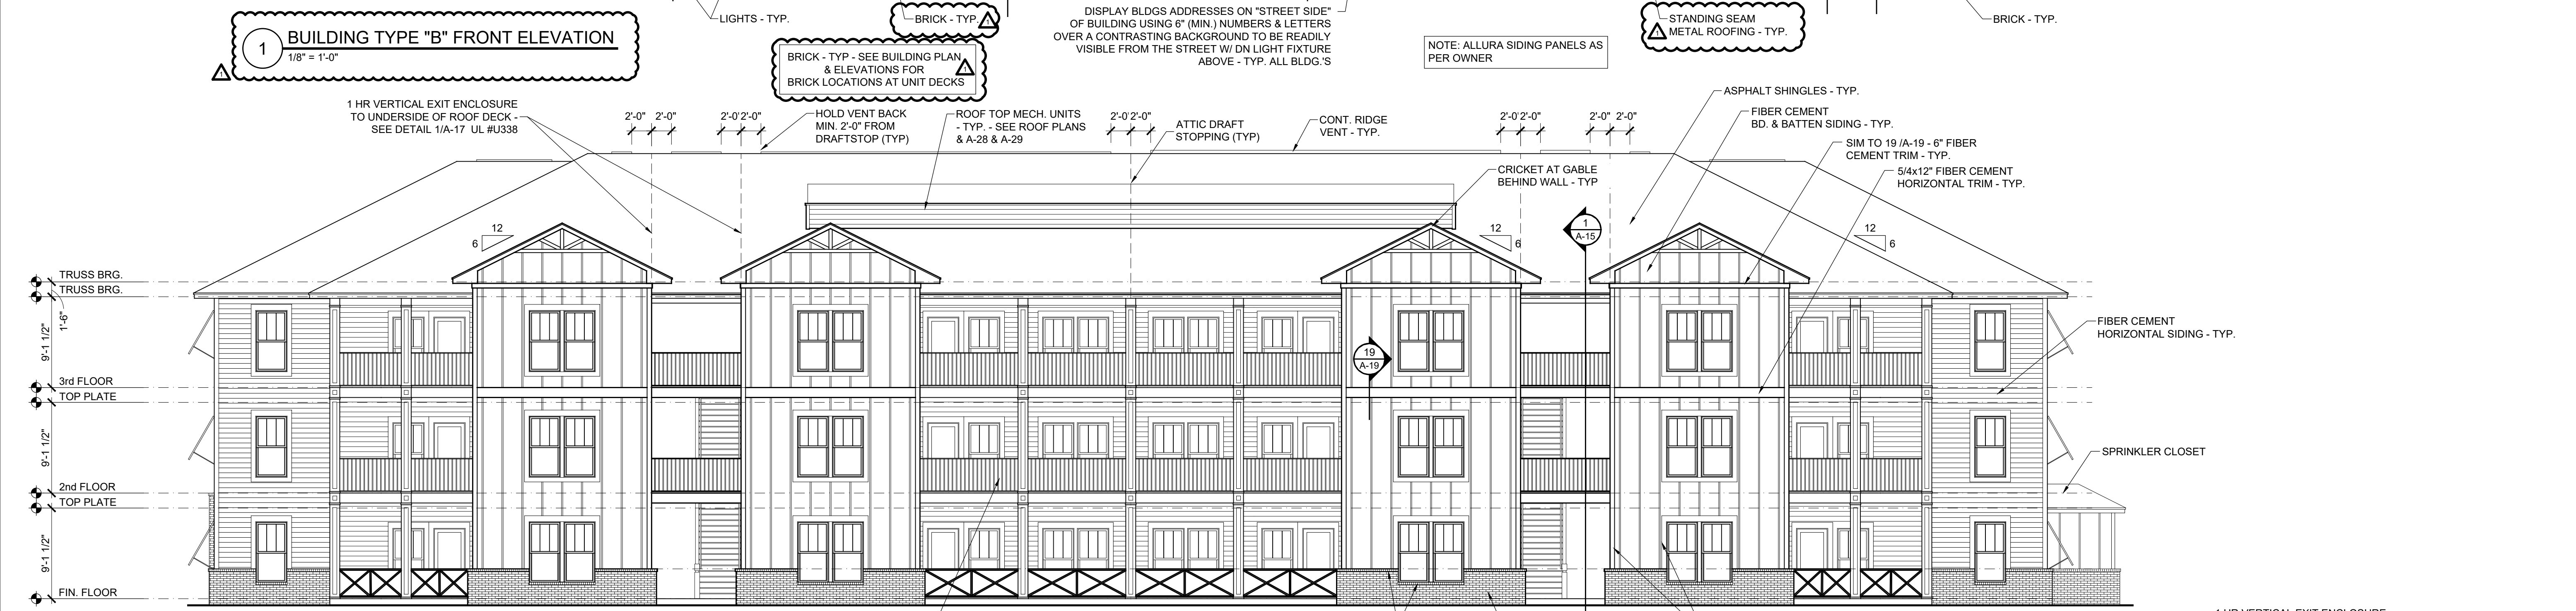 LIGHTS - TYP.
BRICK - TYP.
1
DISPLAY BLDGS ADDRESSES ON "STREET SIDE"
OF BUILDING USING 6" (MIN.) NUMBERS & LETTERS
OVER A CONTRASTING BACKGROUND TO BE READILY
VISIBLE FROM THE STREET W/ DN LIGHT FIXTURE
ABOVE - TYP. ALL BLDG.'S
NOTE: ALLURA SIDING PANELS AS
PER OWNER
STANDING SEAM
METAL ROOFING - TYP.
1
BRICK - TYP.
1
BUILDING TYPE "B" FRONT ELEVATION
1/8" = 1'-0"
1
BRICK - TYP - SEE BUILDING PLAN
& ELEVATIONS FOR
BRICK LOCATIONS AT UNIT DECKS
1
1 HR VERTICAL EXIT ENCLOSURE
TO UNDERSIDE OF ROOF DECK -
SEE DETAIL 1/A-17 UL #U338
2'-0"
2'-0"
2'-0"
2'-0"
HOLD VENT BACK
MIN. 2'-0" FROM
DRAFTSTOP (TYP)
ROOF TOP MECH. UNITS
- TYP. - SEE ROOF PLANS
& A-28 & A-29
2'-0"
2'-0"
ATTIC DRAFT
STOPPING (TYP)
CONT. RIDGE
VENT - TYP.
2'-0"
2'-0"
2'-0"
2'-0"
ASPHALT SHINGLES - TYP.
FIBER CEMENT
BD. & BATTEN SIDING - TYP.
SIM TO 19 /A-19 - 6" FIBER
CEMENT TRIM - TYP.
5/4x12" FIBER CEMENT
HORIZONTAL TRIM - TYP.
CRICKET AT GABLE
BEHIND WALL - TYP
12
6
12
6
1
A-15
12
6
TRUSS BRG.
TRUSS BRG.
1'-6"
9'-1 1/2"
3rd FLOOR
TOP PLATE
9'-1 1/2"
2nd FLOOR
TOP PLATE
9'-1 1/2"
FIN. FLOOR
19
A-19
FIBER CEMENT
HORIZONTAL SIDING - TYP.
SPRINKLER CLOSET
1 HR VERTICAL EXIT ENCLOSURE